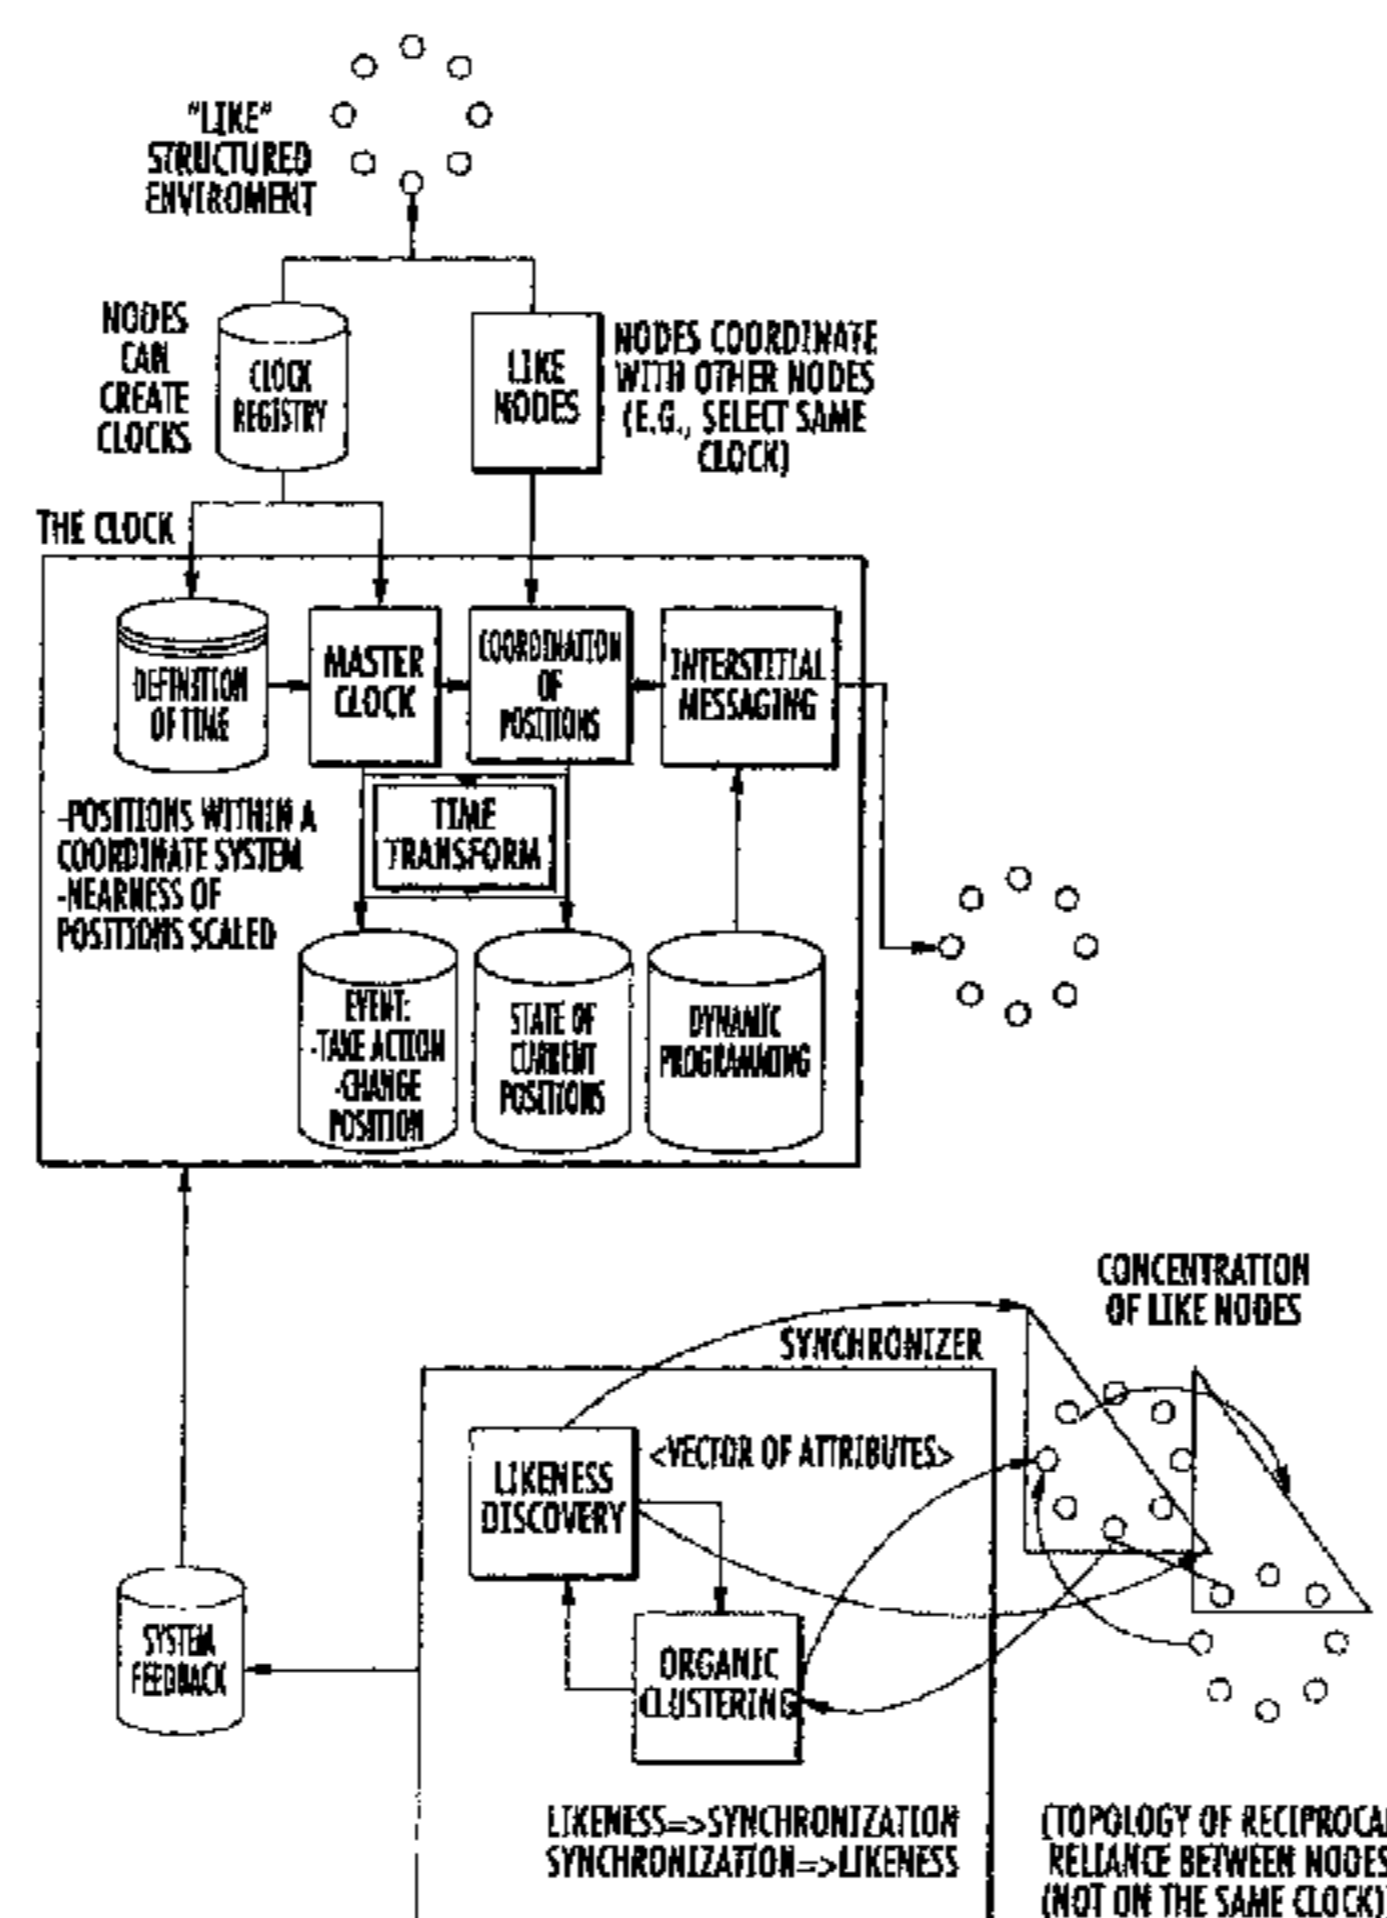 "LIKE"
STRUCTURED
ENVIROMENT
NODES
CAN
CREATE
CLOCKS
CLOCK
REGISTRY
LIKE
NODES
NODES COORDINATE
WITH OTHER NODES
(E.G., SELECT SAME
CLOCK)
THE CLOCK
DEFINITION
OF TIME
MASTER
CLOCK
COORDINATION
OF
POSITIONS
INTERSTITIAL
MESSAGING
-POSITIONS WITHIN A
COORDINATE SYSTEM
-NEARNESS OF
POSITIONS SCALED
TIME
TRANSFORM
EVENT:
-TAKE ACTION
-CHANGE
POSITION
STATE OF
CURRENT
POSITIONS
DYNAMIC
PROGRAMMING
CONCENTRATION
OF LIKE NODES
SYNCHRONIZER
LIKENESS
DISCOVERY
<VECTOR OF ATTRIBUTES>
ORGANIC
CLUSTERING
SYSTEM
FEEDBACK
LIKENESS=>SYNCHRONIZATION
SYNCHRONIZATION=>LIKENESS
(TOPOLOGY OF RECIPROCAL
RELIANCE BETWEEN NODES
(NOT ON THE SAME CLOCK)